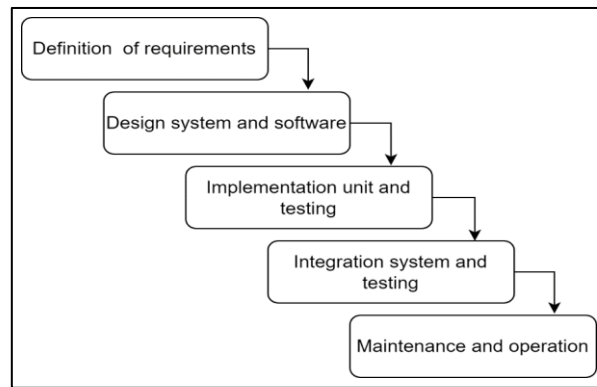 Definition of requirements
Design system and software
Implementation unit and
testing
Integration system and
testing
Maintenance and operation